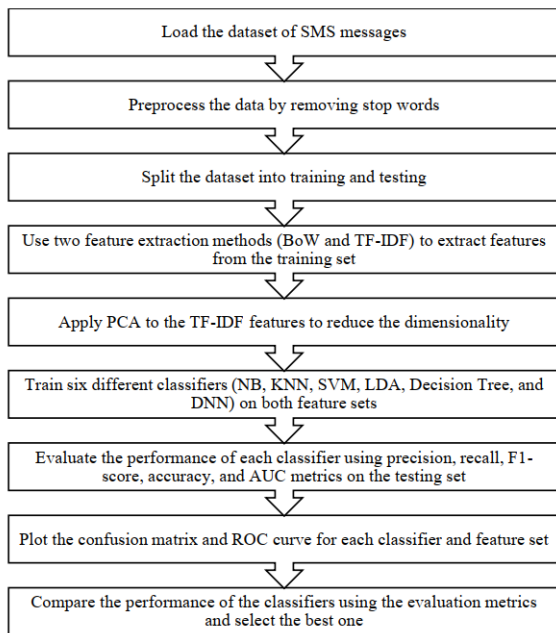 Load the dataset of SMS messages
Preprocess the data by removing stop words
Split the dataset into training and testing
Use two feature extraction methods (BoW and TF-IDF) to extract features
from the training set
Apply PCA to the TF-IDF features to reduce the dimensionality
Train six different classifiers (NB, KNN, SVM, LDA, Decision Tree, and
DNN) on both feature sets
Evaluate the performance of each classifier using precision, recall, F1-
score, accuracy, and AUC metrics on the testing set
Plot the confusion matrix and ROC curve for each classifier and feature set
Compare the performance of the classifiers using the evaluation metrics
and select the best one